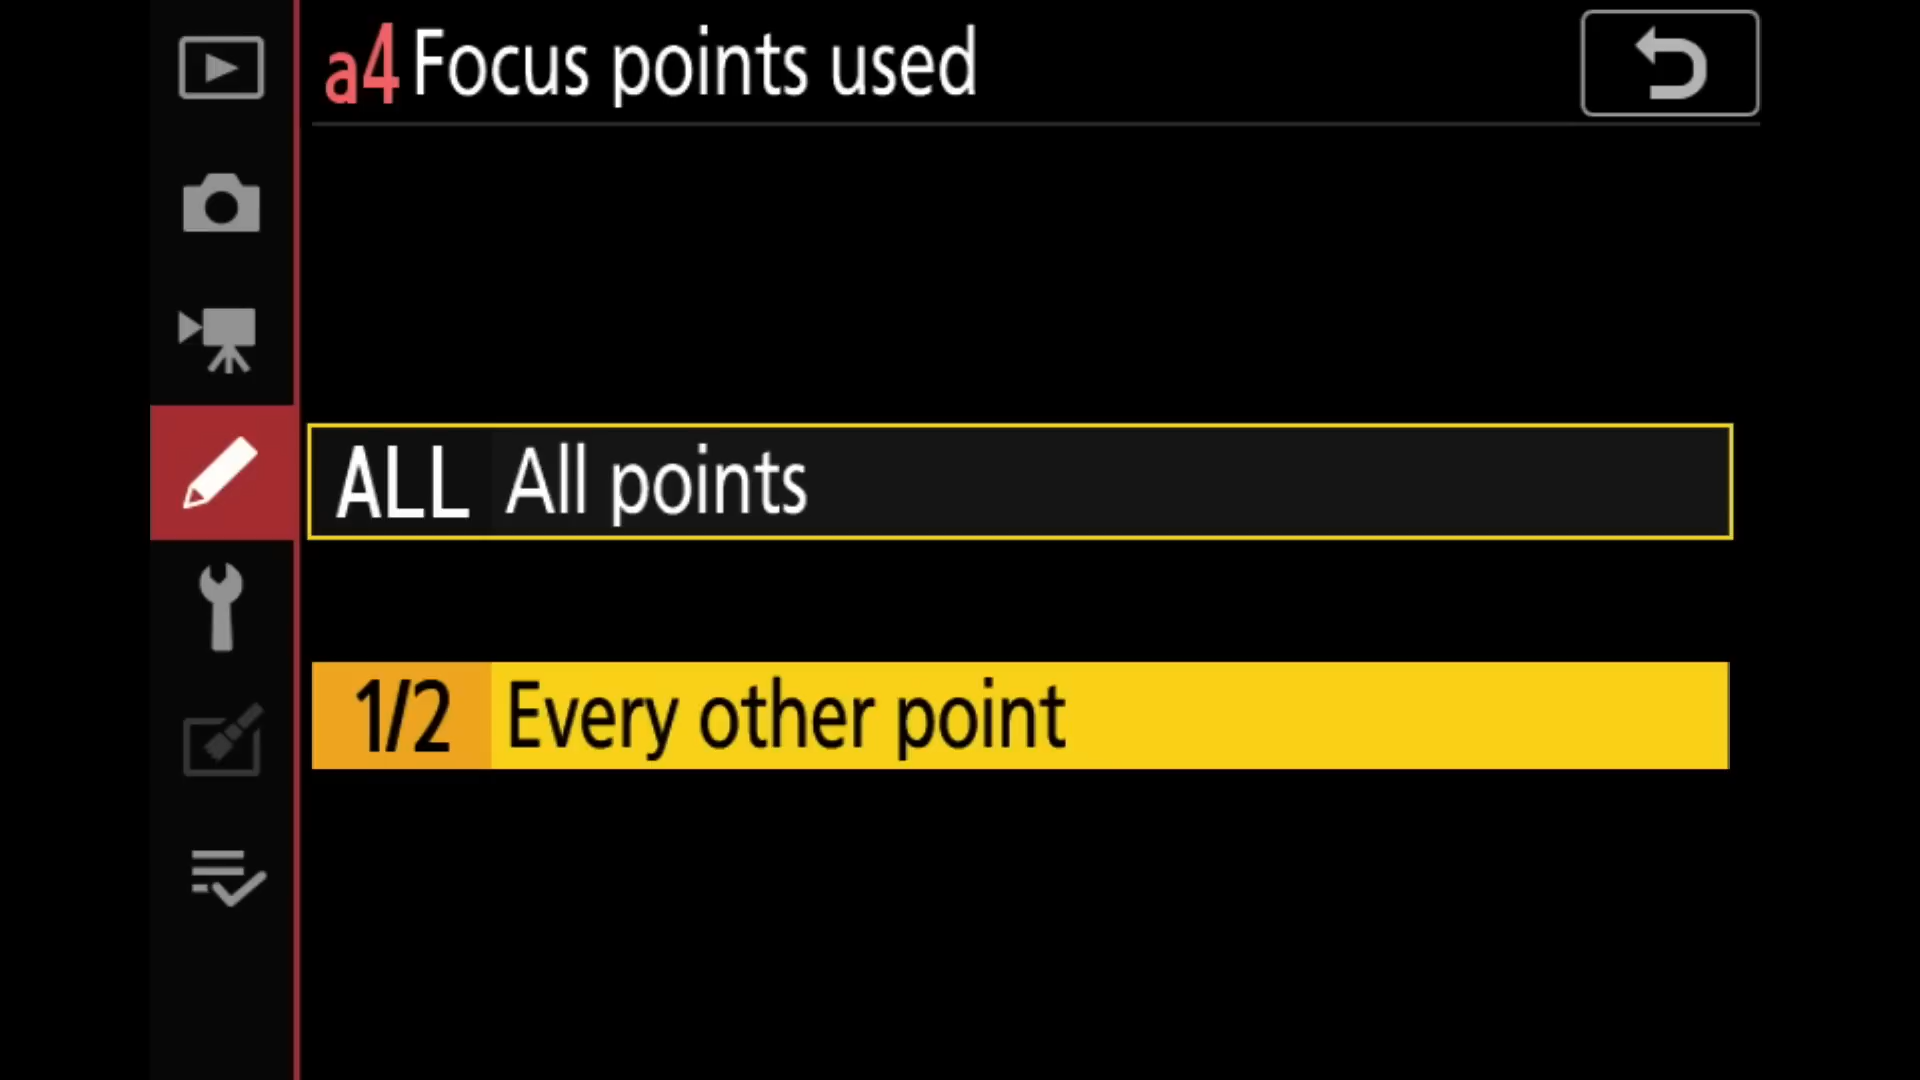 a4 Focus points used
ALL All points
1/2 Every other point